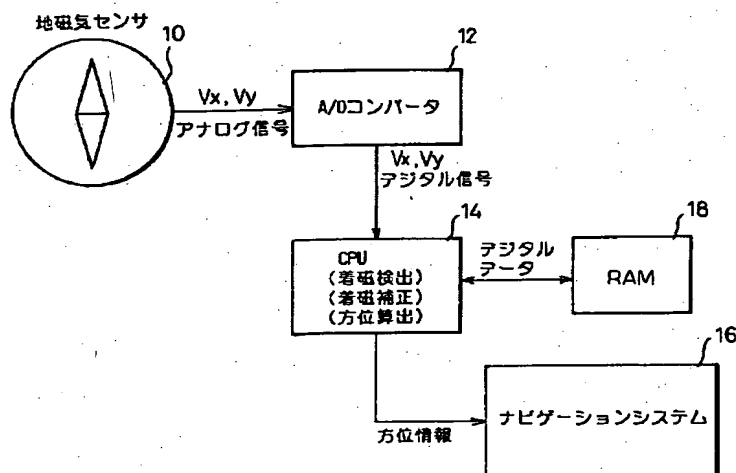 地磁気センサ
10
12
Vx,Vy
アナログ信号
A/Dコンバータ
Vx,Vy
デジタル信号
14
18
CPU
(着磁検出)
(着磁補正)
(方位算出)
デジタル
データ
RAM
16
ナビゲーションシステム
方位情報